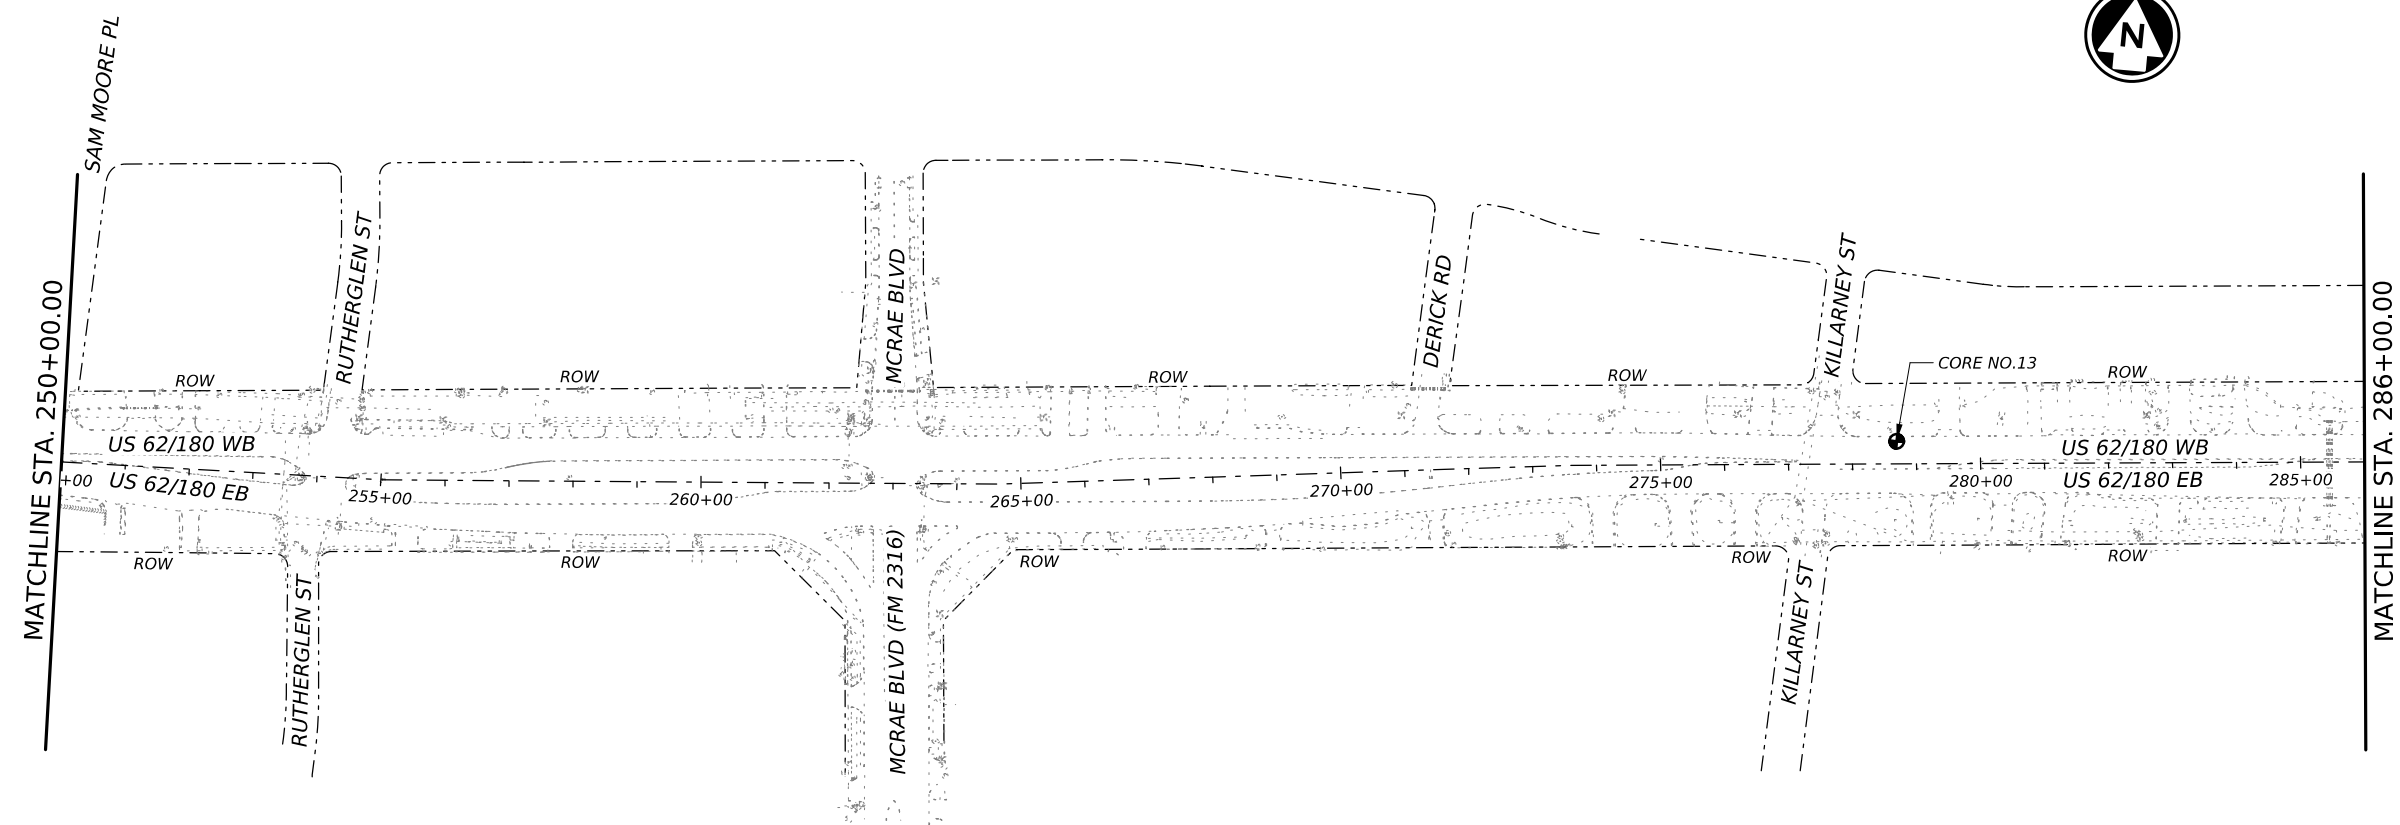 SAM MOORE PL
N
RUTHERGLEN ST
MCRAE BLVD
DERICK RD
KILLARNEY ST
CORE NO.13
ROW
ROW
ROW
ROW
ROW
MATCHLINE STA. 250+00.00
MATCHLINE STA. 286+00.00
US 62/180 WB
US 62/180 WB
+00
US 62/180 EB
US 62/180 EB
255+00
260+00
265+00
270+00
275+00
280+00
285+00
ROW
ROW
ROW
ROW
ROW
RUTHERGLEN ST
MCRAE BLVD (FM 2316)
KILLARNEY ST